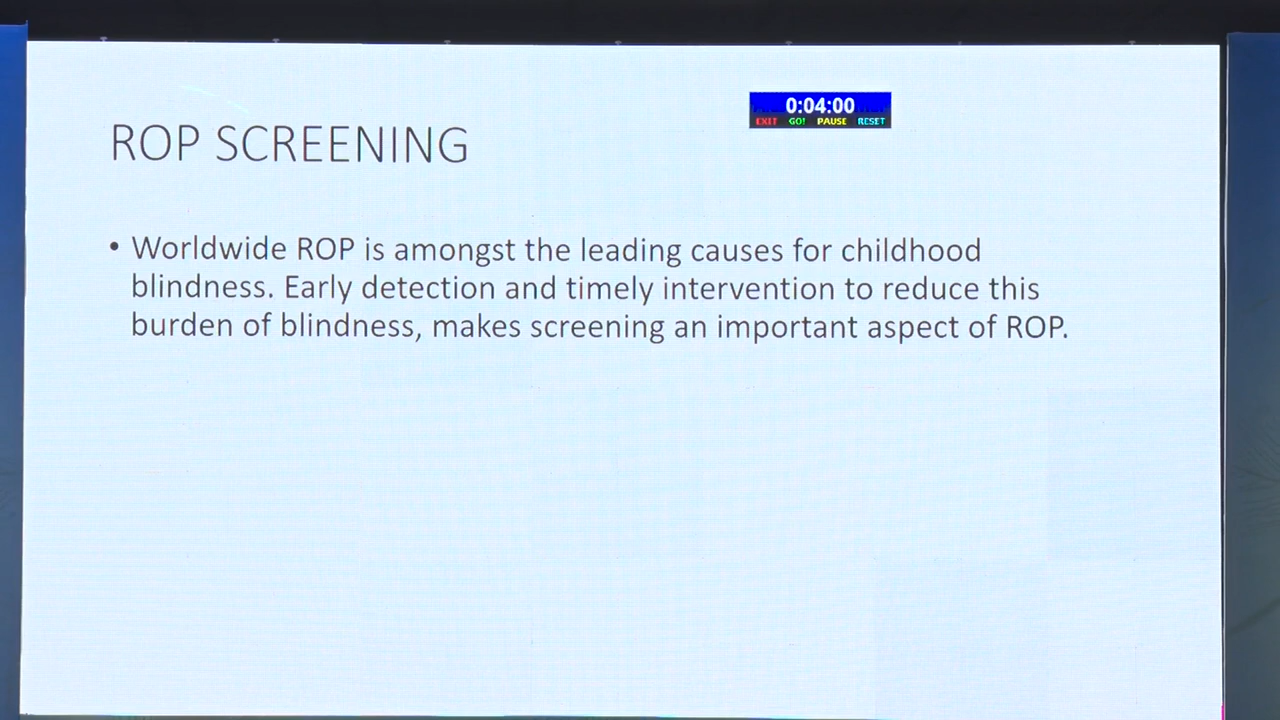 0:04:00
EXIT GO! PAUSE RESET
ROP SCREENING
• Worldwide ROP is amongst the leading causes for childhood
blindness. Early detection and timely intervention to reduce this
burden of blindness, makes screening an important aspect of ROP.